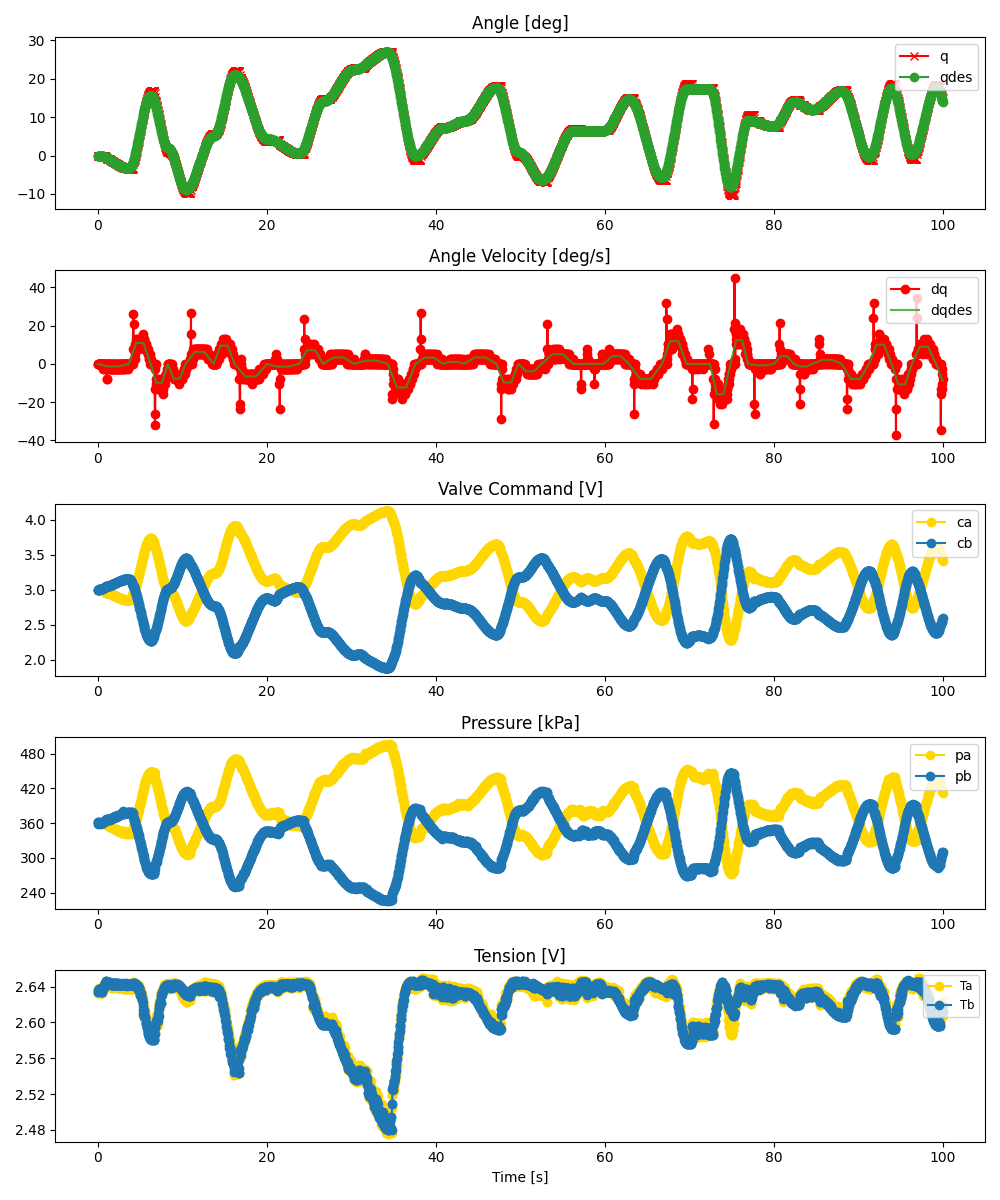 Angle [deg]
30
20
10
0
−10
q
qdes
0 20 40 60 80 100
Angle Velocity [deg/s]
40
20
0
−20
−40
dq
dqdes
0 20 40 60 80 100
Valve Command [V]
4.0
3.5
3.0
2.5
2.0
ca
cb
0 20 40 60 80 100
Pressure [kPa]
480
420
360
300
240
pa
pb
0 20 40 60 80 100
Tension [V]
2.64
2.60
2.56
2.52
2.48
Ta
Tb
0 20 40 60 80 100
Time [s]